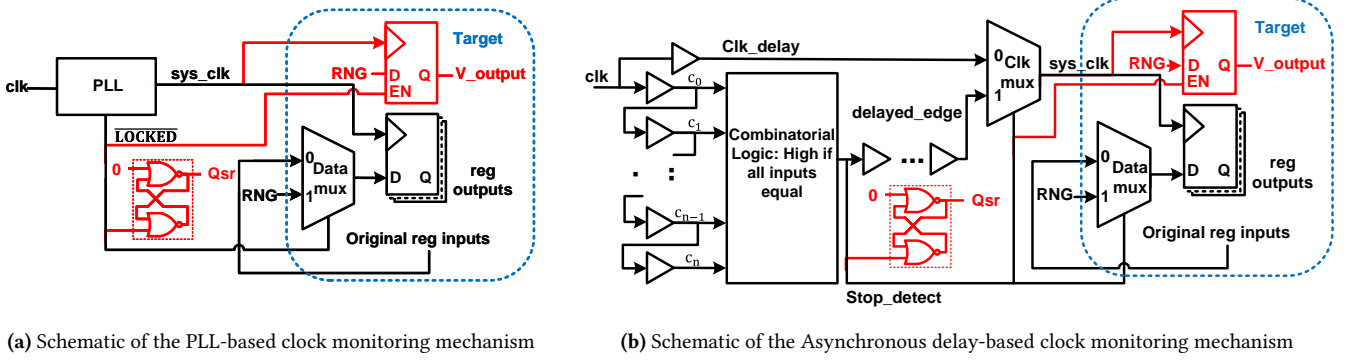 Target
clk
PLL
sys_clk
RNG
D
Q
EN
V_output
LOCKED
0
Qsr
0
Data
mux
1
RNG
D
Q
reg
outputs
Original reg inputs
(a) Schematic of the PLL-based clock monitoring mechanism
Target
Clk_delay
clk
c0
c1
cn−1
cn
Combinatorial
Logic: High if
all inputs
equal
delayed_edge
0
Clk
mux
1
sys_clk
RNG
D
Q
EN
V_output
0
Qsr
Stop_detect
0
Data
mux
1
RNG
D
Q
reg
outputs
Original reg inputs
(b) Schematic of the Asynchronous delay-based clock monitoring mechanism